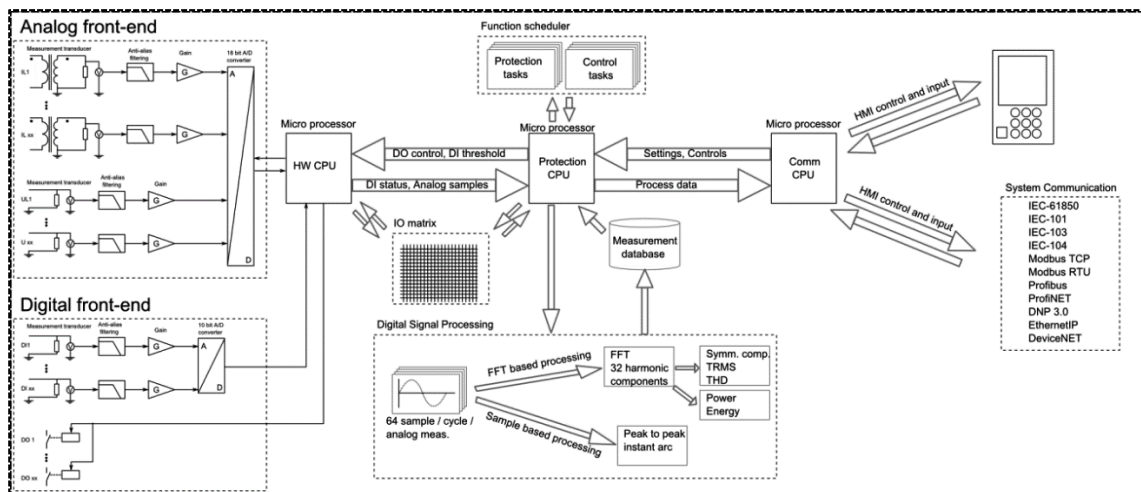 Analog front-end
Measurement transducer
Anti-alias
filtering
Gain
18 bit A/D
converter
IL1
G
A
IL xx
G
Measurement transducer
Anti-alias
filtering
Gain
UL1
G
U xx
G
D
Digital front-end
Measurement transducer
Anti-alias
filtering
Gain
10 bit A/D
converter
DI1
G
A
DI xx
G
D
DO 1
DO xx
Micro processor
HW CPU
DO control, DI threshold
DI status, Analog samples
IO matrix
Function scheduler
Protection
tasks
Control
tasks
Micro processor
Protection
CPU
Settings, Controls
Process data
Measurement
database
Micro processor
Comm
CPU
HMI control and input
HMI control and input
System Communication
IEC-61850
IEC-101
IEC-103
IEC-104
Modbus TCP
Modbus RTU
Profibus
ProfiNET
DNP 3.0
EthernetIP
DeviceNET
Digital Signal Processing
64 sample / cycle /
analog meas.
FFT based processing
Sample based processing
FFT
32 harmonic
components
Symm. comp.
TRMS
THD
Power
Energy
Peak to peak
instant arc